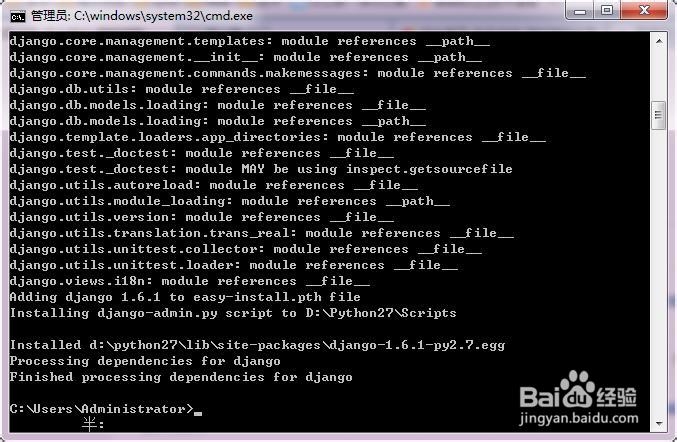 管理员: C:\windows\system32\cmd.exe
django.core.management.templates: module references __path__
django.core.management.__init__: module references __path__
django.core.management.commands.makemessages: module references __file__
django.db.utils: module references __file__
django.db.models.loading: module references __file__
django.db.models.loading: module references __path__
django.template.loaders.app_directories: module references __file__
django.test._doctest: module references __file__
django.test._doctest: module MAY be using inspect.getsourcefile
django.utils.autoreload: module references __file__
django.utils.module_loading: module references __path__
django.utils.version: module references __file__
django.utils.translation.trans_real: module references __file__
django.utils.unittest.collector: module references __file__
django.utils.unittest.loader: module references __file__
django.views.i18n: module references __file__
Adding django 1.6.1 to easy-install.pth file
Installing django-admin.py script to D:\Python27\Scripts
Installed d:\python27\lib\site-packages\django-1.6.1-py2.7.egg
Processing dependencies for django
Finished processing dependencies for django
C:\Users\Administrator>_
半:
Baidu 经验
jingyan.baidu.com